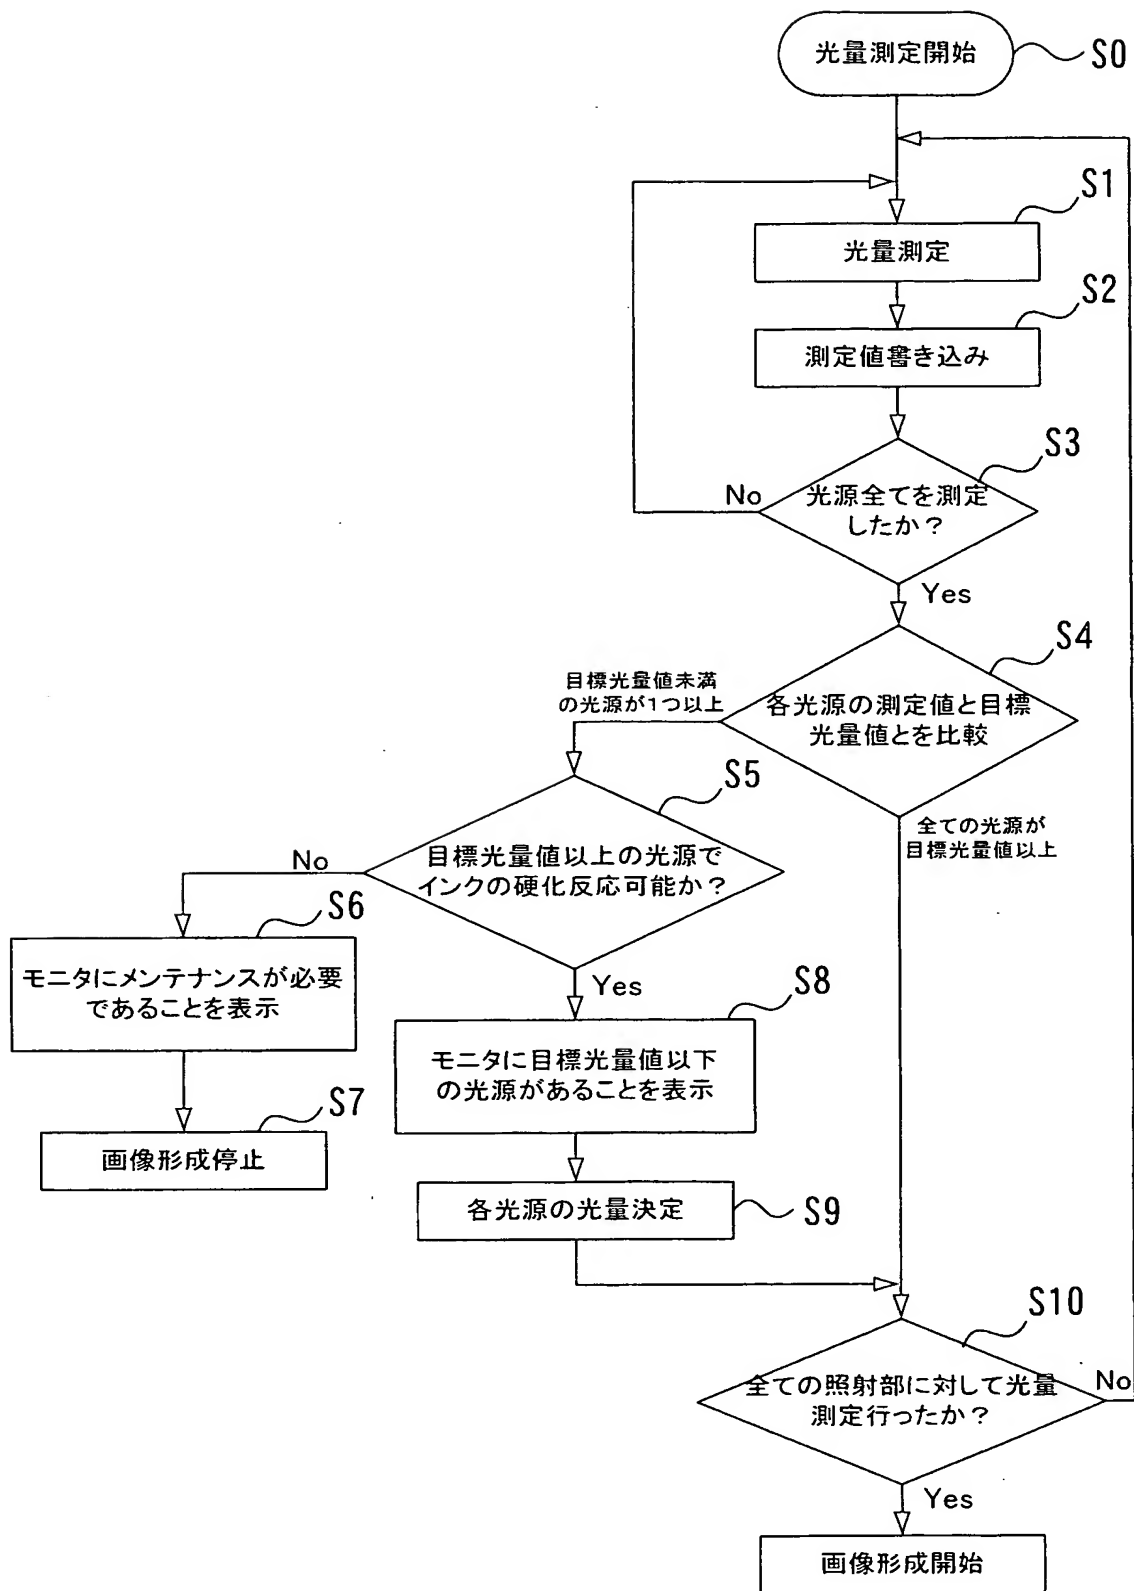 光量測定開始
S0
S1
光量測定
S2
測定値書き込み
S3
No
光源全てを測定
したか？
Yes
S4
目標光量値未満
の光源が1つ以上
各光源の測定値と目標
光量値とを比較
S5
全ての光源が
目標光量値以上
No
目標光量値以上の光源で
インクの硬化反応可能か？
S6
モニタにメンテナンスが必要
であることを表示
Yes
S8
モニタに目標光量値以下
の光源があることを表示
S7
画像形成停止
各光源の光量決定
S9
S10
全ての照射部に対して光量
測定行ったか？
No
Yes
画像形成開始